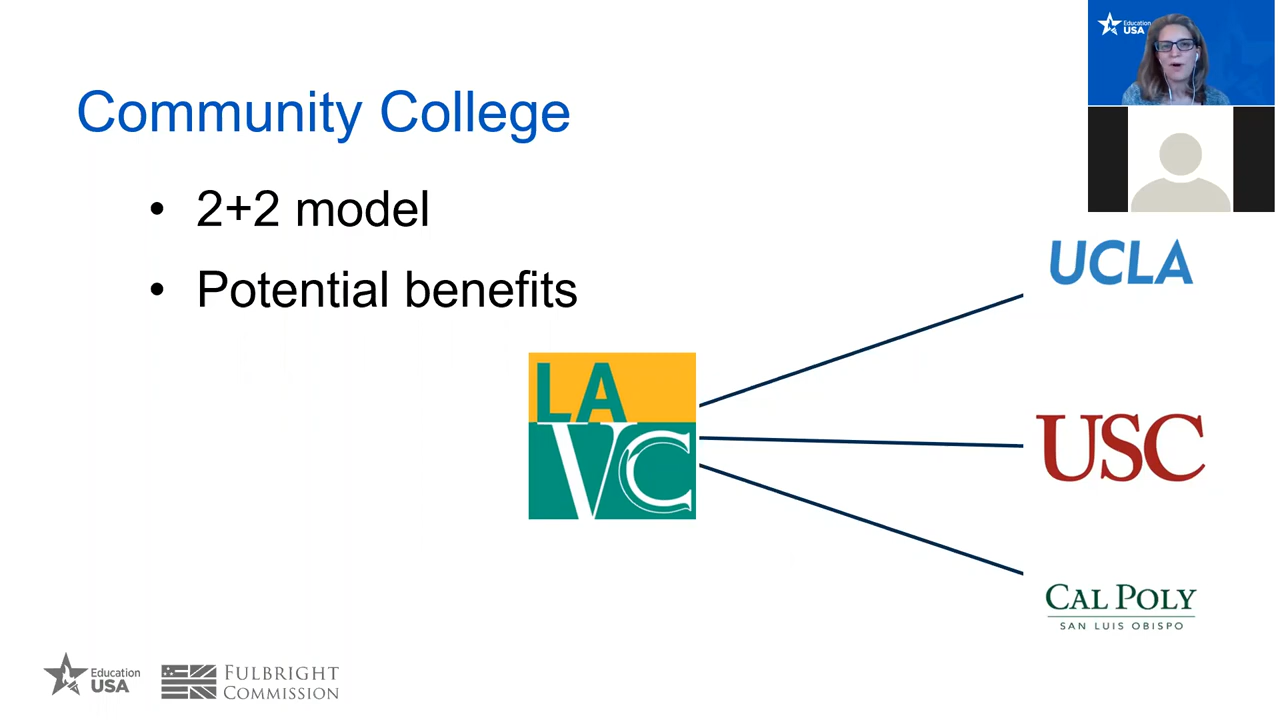 Education
USA
Community College
• 2+2 model
• Potential benefits
UCLA
LA
VC
USC
CAL POLY
SAN LUIS OBISPO
Education
USA
FULBRIGHT
COMMISSION